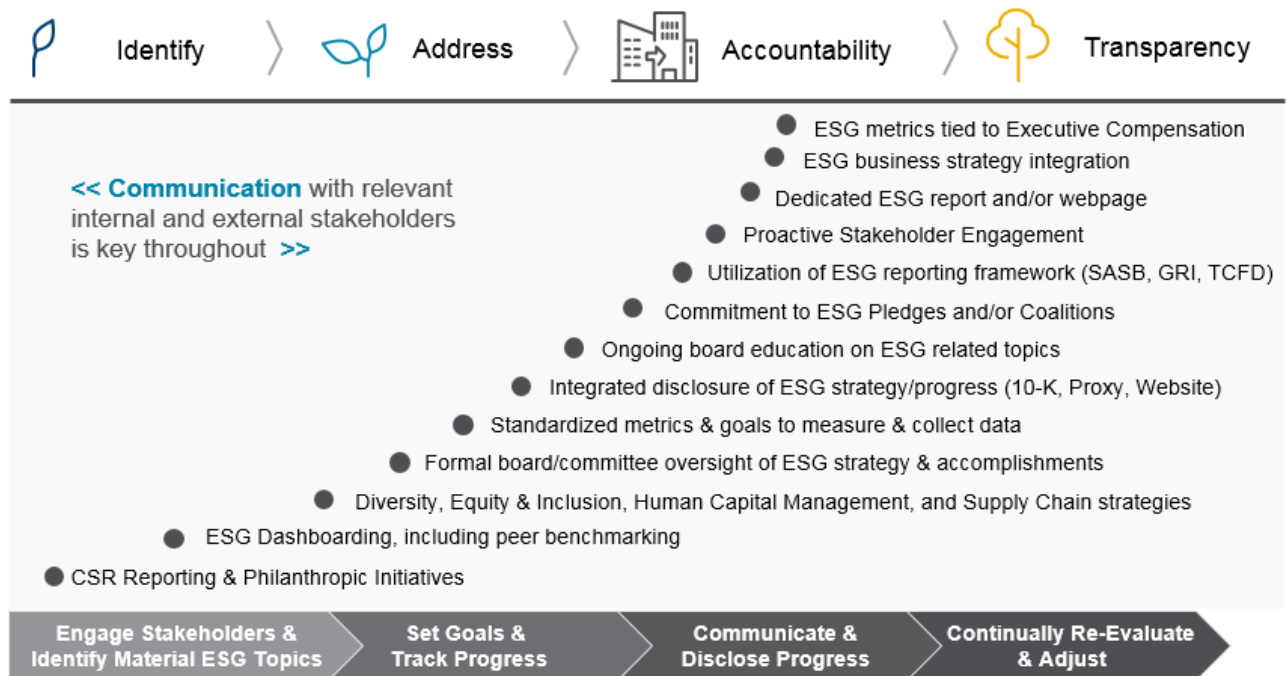 Identify
Address
Accountability
Transparency
ESG metrics tied to Executive Compensation
ESG business strategy integration
<< Communication with relevant
internal and external stakeholders
is key throughout >>
Dedicated ESG report and/or webpage
Proactive Stakeholder Engagement
Utilization of ESG reporting framework (SASB, GRI, TCFD)
Commitment to ESG Pledges and/or Coalitions
Ongoing board education on ESG related topics
Integrated disclosure of ESG strategy/progress (10-K, Proxy, Website)
Standardized metrics & goals to measure & collect data
Formal board/committee oversight of ESG strategy & accomplishments
Diversity, Equity & Inclusion, Human Capital Management, and Supply Chain strategies
ESG Dashboarding, including peer benchmarking
CSR Reporting & Philanthropic Initiatives
Engage Stakeholders &
Identify Material ESG Topics
Set Goals &
Track Progress
Communicate &
Disclose Progress
Continually Re-Evaluate
& Adjust